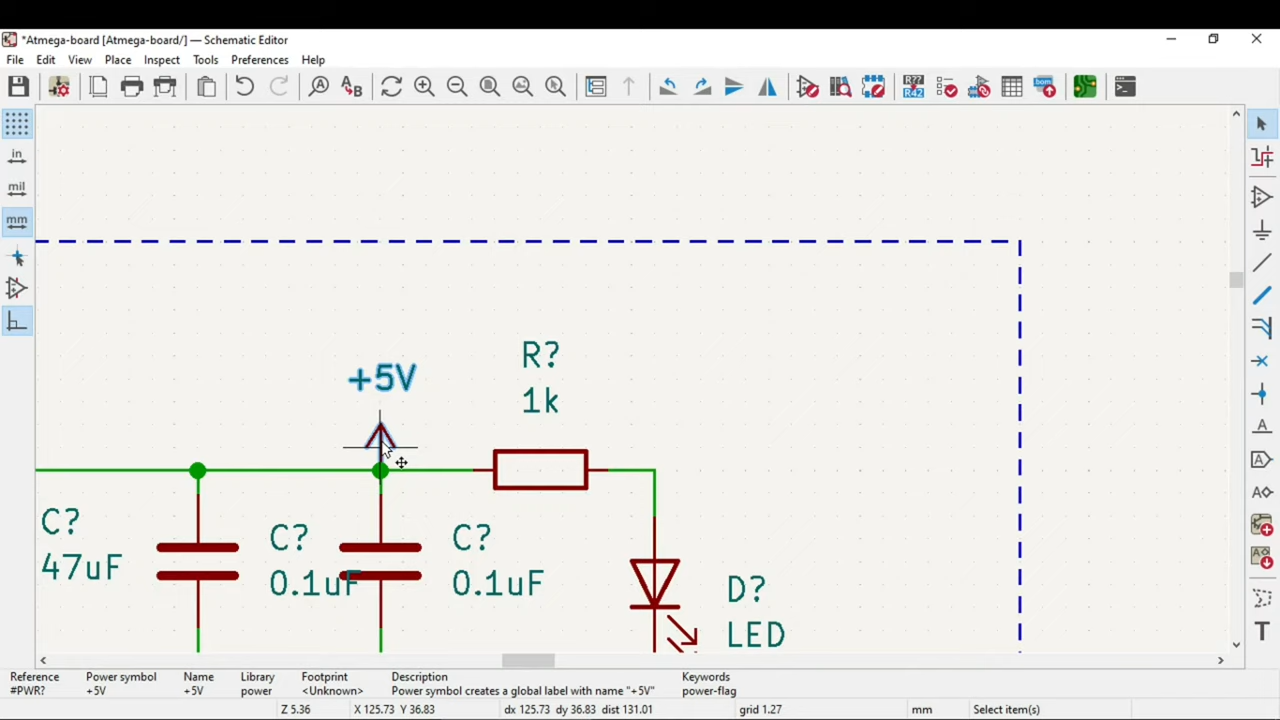 *Atmega-board [Atmega-board/] — Schematic Editor
File Edit View Place Inspect Tools Preferences Help
A
A B
R??
R42
bom
in
mil
mm
+5V
R?
1k
C?
47uF
C?
0.1uF
C?
0.1uF
D?
LED
A
A
A
A
T
Reference Power symbol Name Library Footprint Description Keywords
#PWR? +5V +5V power <Unknown> Power symbol creates a global label with name "+5V" power-flag
Z 5.36 X 125.73 Y 36.83 dx 125.73 dy 36.83 dist 131.01 grid 1.27 mm Select item(s)